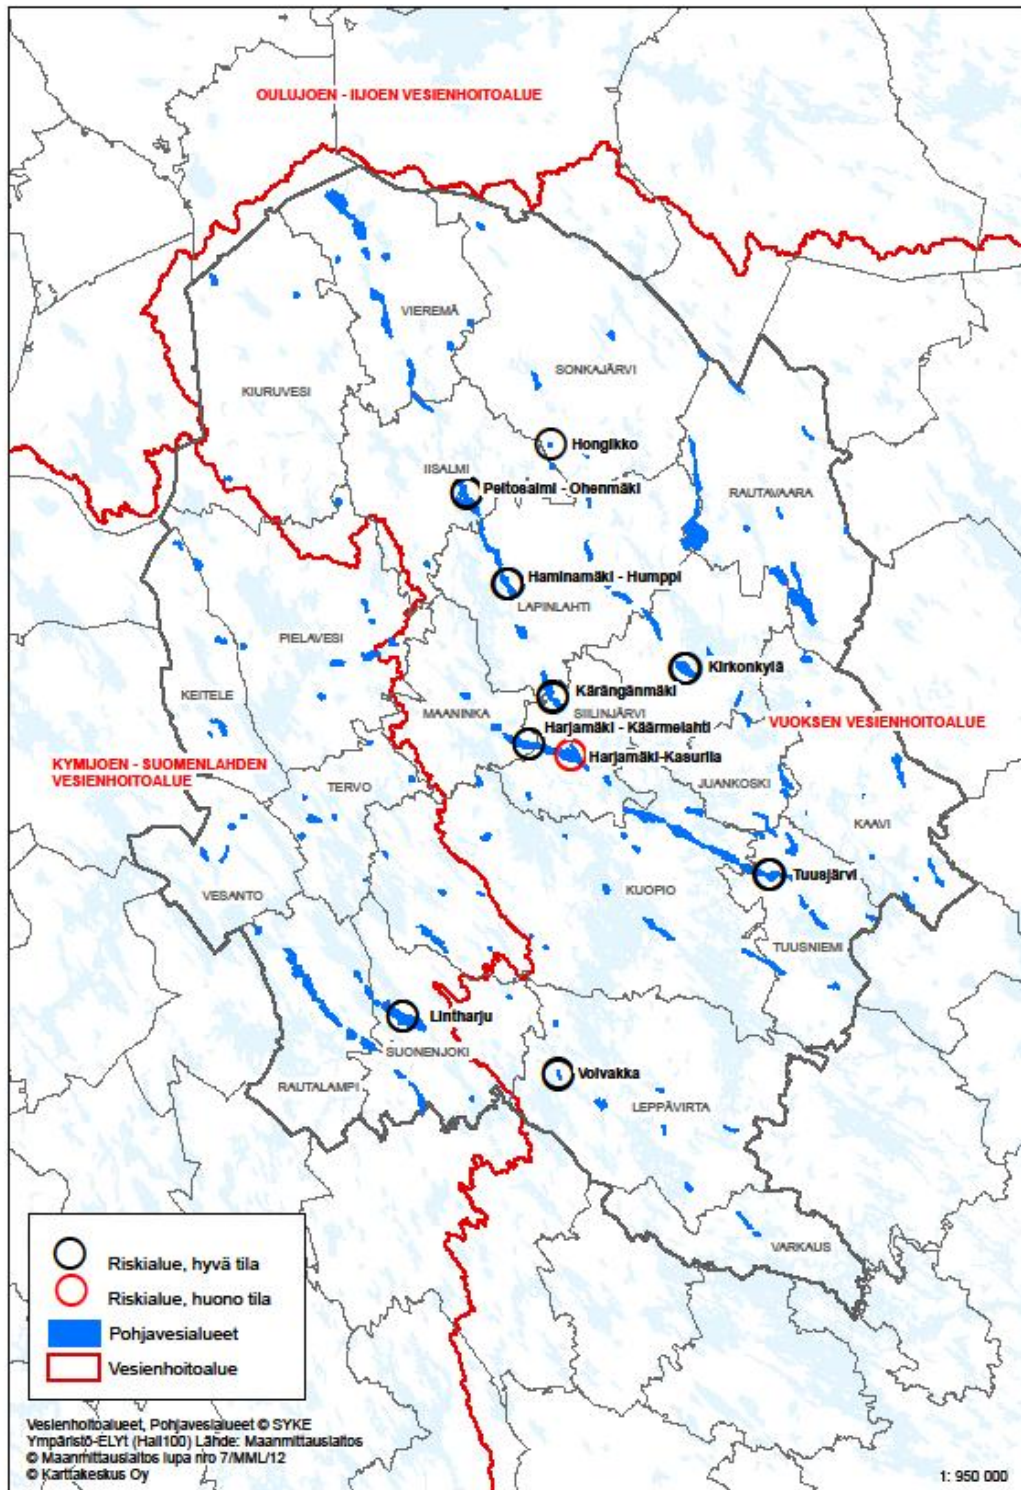 OULUJOEN - IIJOEN VESIENHOITOALUE
VIEREMÄ
SONKAJÄRVI
KIURUVESI
Hongikko
IISALMI
Peltosalmi - Ohenmäki
RAUTAVAARA
Haminamäki - Humppi
LAPINLAHTI
PIELAVESI
Kirkonkylä
KEITELE
Kärängänmäki
MAANINKA
SIILINJÄRVI
VUOKSEN VESIENHOITOALUE
Harjamäki - Käärmelahti
Harjamäki-Kasurila
KYMIJOEN - SUOMENLAHDEN
VESIENHOITOALUE
TERVO
JUANKOSKI
KAAVI
Tuusjärvi
KUOPIO
VESANTO
TUUSNIEMI
Lintharju
SUONENJOKI
Volvakka
RAUTALAMPI
LEPPÄVIRTA
VARKAUS
Riskialue, hyvä tila
Riskialue, huono tila
Pohjavesialueet
Vesienhoitoalue
Vesienhoitoalueet, Pohjavesialueet © SYKE
Ympäristö-ELYt (Hall100) Lähde: Maanmittauslaitos
© Maanmittauslaitos lupa nro 7/MML/12
© Karttakeskus Oy
1: 950 000